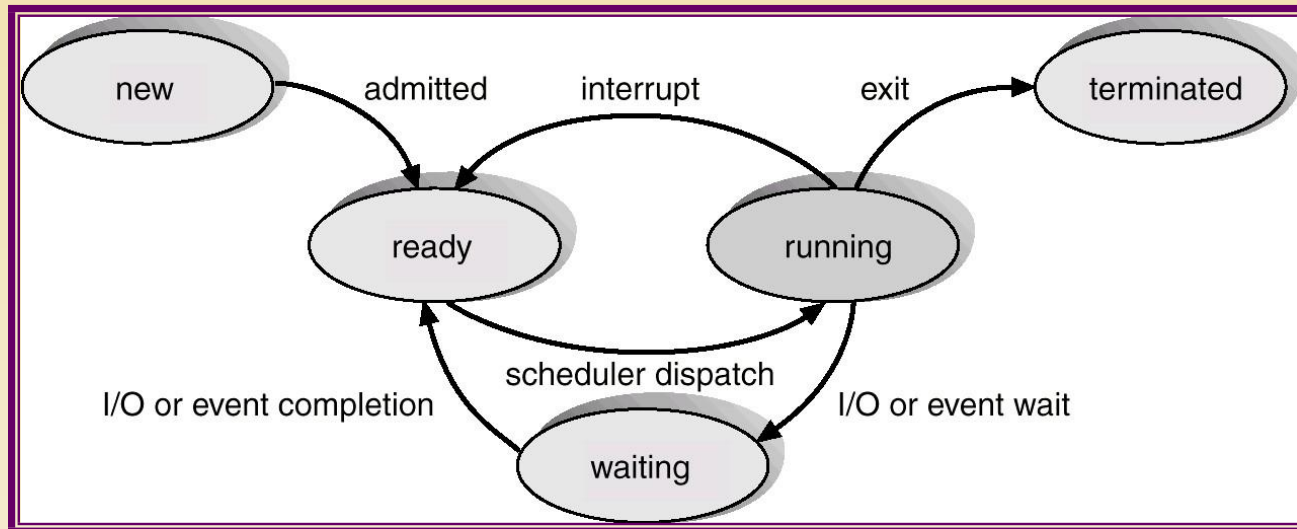 new
admitted
interrupt
exit
terminated
ready
running
scheduler dispatch
I/O or event completion
I/O or event wait
waiting